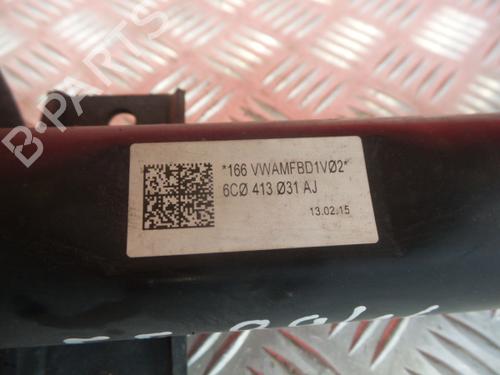 B-PARTS
*166 VWAMFBD1VØ2*
6CØ 413 Ø31 AJ
13.02.15